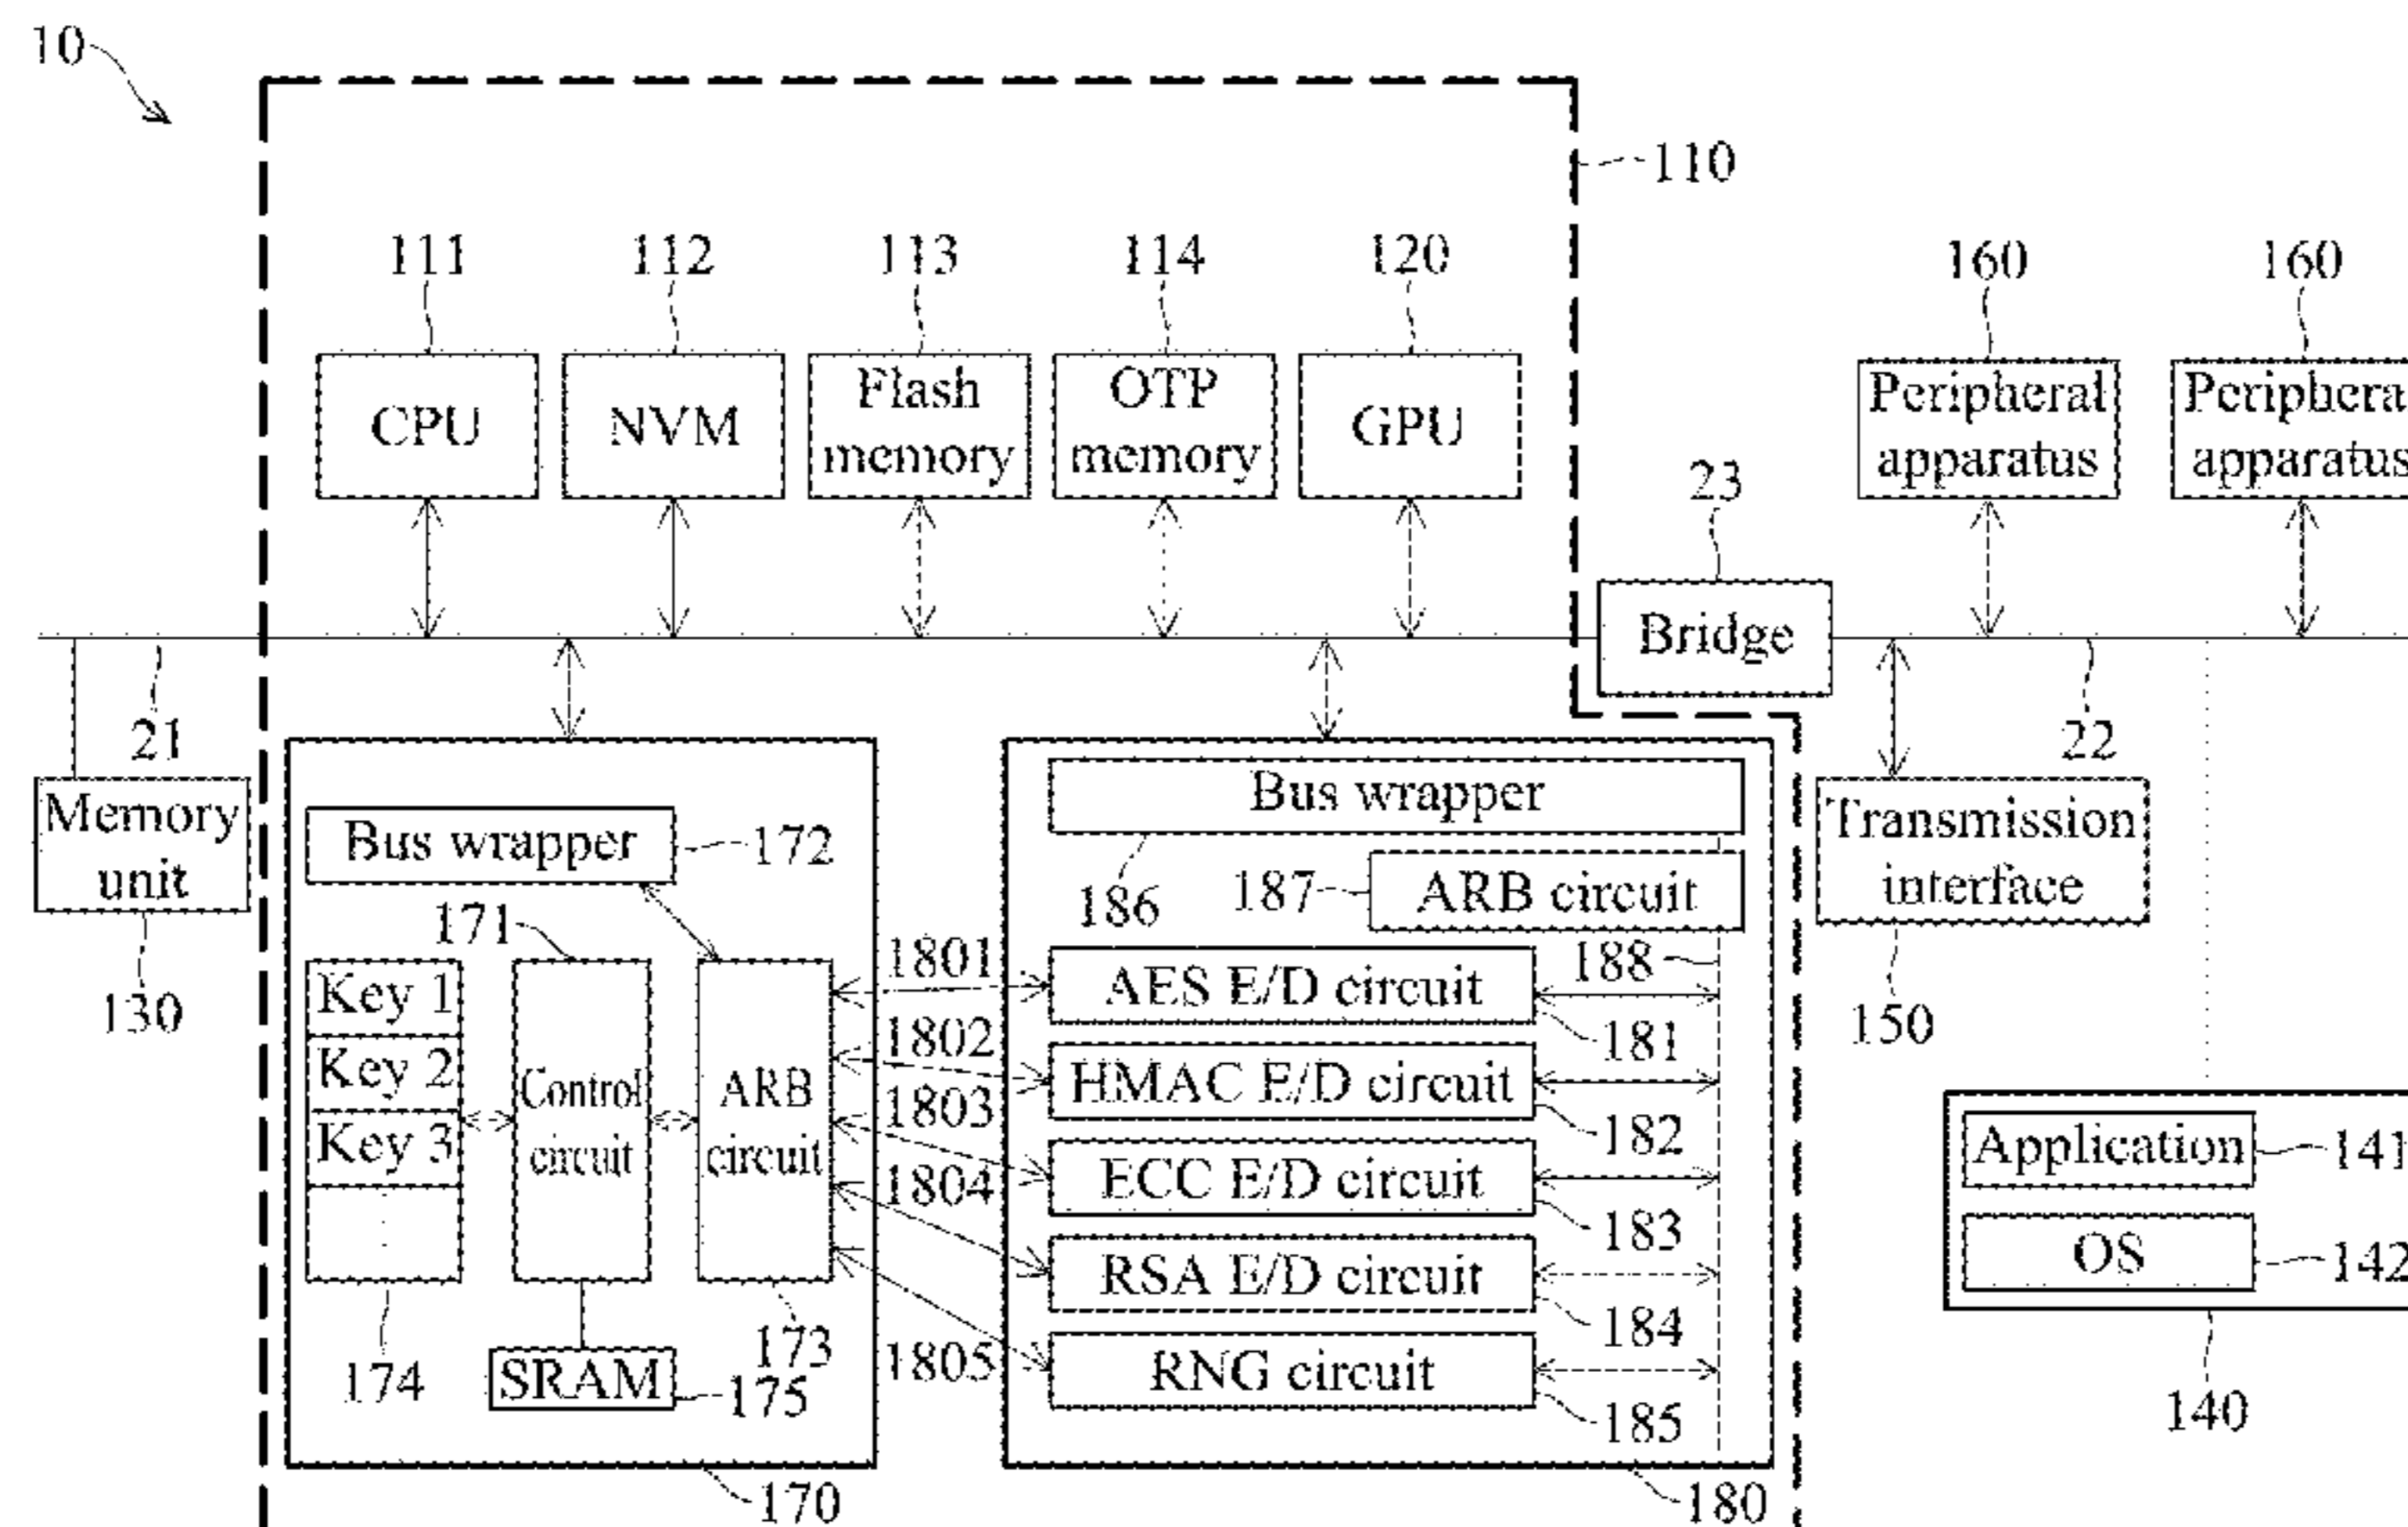 10
110
111
112
113
114
120
160
160
CPU
NVM
Flash
memory
OTP
memory
GPU
Peripheral
apparatus
Periphera
apparatus
23
Bridge
21
22
Memory
unit
130
Bus wrapper
172
171
Key 1
Key 2
Key 3
Control
circuit
ARB
circuit
174
SRAM
175
173
170
1801
1802
1803
1804
1805
Bus wrapper
186
187
ARB circuit
188
AES E/D circuit
181
HMAC E/D circuit
182
ECC E/D circuit
183
RSA E/D circuit
184
RNG circuit
185
180
Transmission
interface
150
Application
141
OS
142
140